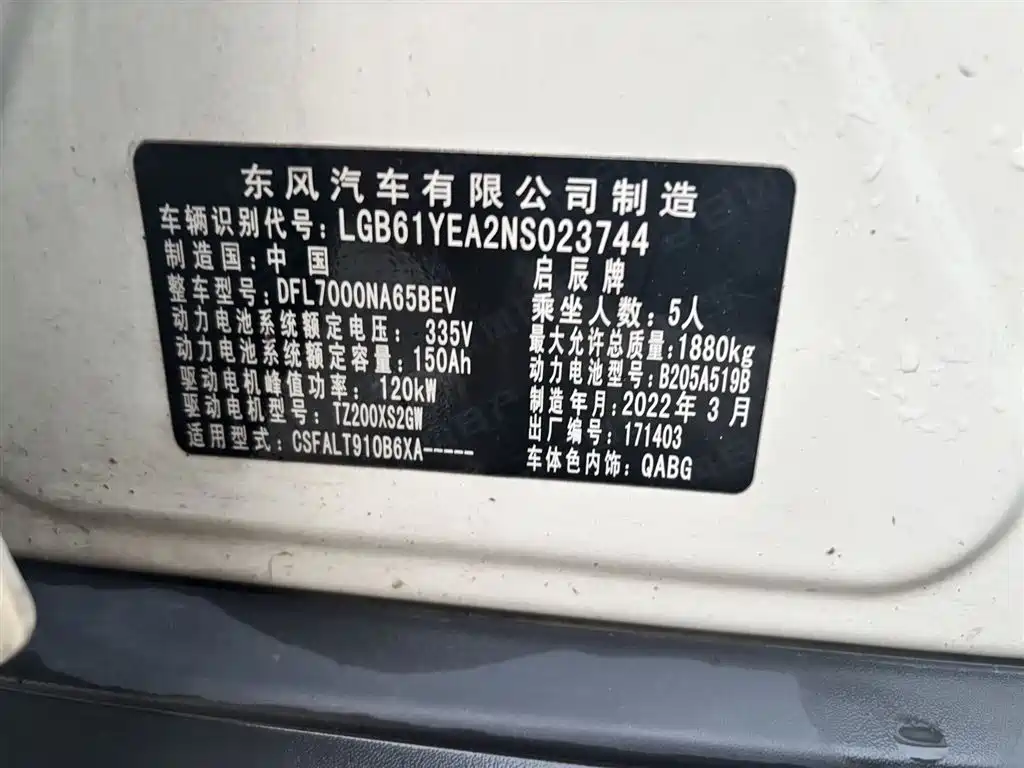 东风汽车有限公司制造
车辆识别代号: LGB61YEA2NS023744
制造国: 中国
启辰牌
整车型号: DFL7000NA65BEV
乘坐人数: 5人
动力电池系统额定电压: 335V
最大允许总质量: 1880kg
动力电池系统额定容量: 150Ah
动力电池型号: B205A519B
驱动电机峰值功率: 120kW
制造年月: 2022年3月
驱动电机型号: TZ200XS2GW
出厂编号: 171403
适用型式: CSFALT910B6XA-----
车体色内饰: QABG